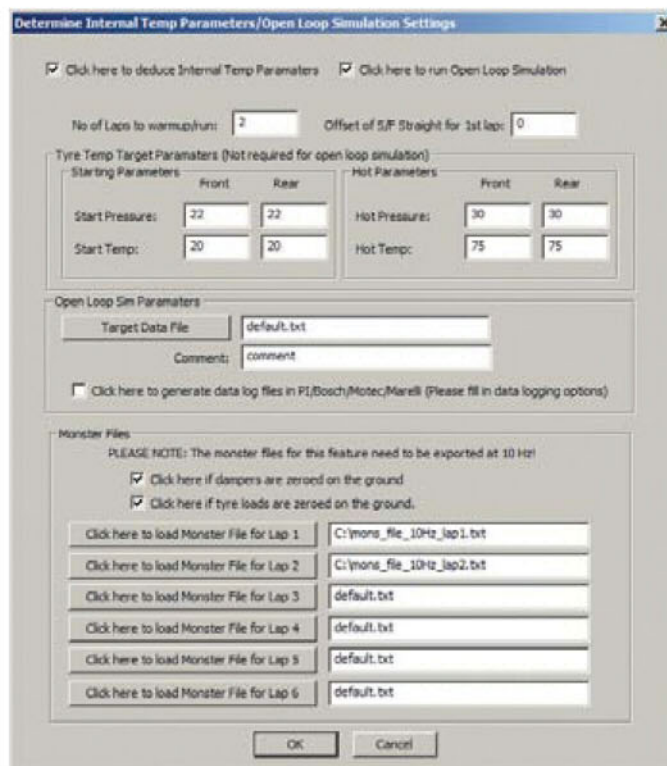 Determine Internal Temp Parameters/Open Loop Simulation Settings
Click here to deduce Internal Temp Paramaters Click here to run Open Loop Simulation
No of Laps to warmup/run: 2 Offset of S/F Straight for 1st lap: 0
Tyre Temp Target Paramaters (Not required for open loop simulation)
Starting Parameters Hot Parameters
Front Rear Front Rear
Start Pressure: 22 22 Hot Pressure: 30 30
Start Temp: 20 20 Hot Temp: 75 75
Open Loop Sim Paramaters
Target Data File default.txt
Comment: comment
Click here to generate data log files in PI/Bosch/Motec/Marelli (Please fill in data logging options)
Monster Files
PLEASE NOTE: The monster files for this feature need to be exported at 10 Hz!
Click here if dampers are zeroed on the ground
Click here if tyre loads are zeroed on the ground.
Click here to load Monster File for Lap 1 C:\mons_file_10Hz_lap1.txt
Click here to load Monster File for Lap 2 C:\mons_file_10Hz_lap2.txt
Click here to load Monster File for Lap 3 default.txt
Click here to load Monster File for Lap 4 default.txt
Click here to load Monster File for Lap 5 default.txt
Click here to load Monster File for Lap 6 default.txt
OK Cancel